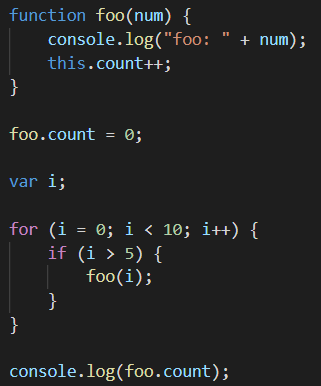 function foo(num) {
    console.log("foo: " + num);
    this.count++;
}

foo.count = 0;

var i;

for (i = 0; i < 10; i++) {
    if (i > 5) {
        foo(i);
    }
}

console.log(foo.count);